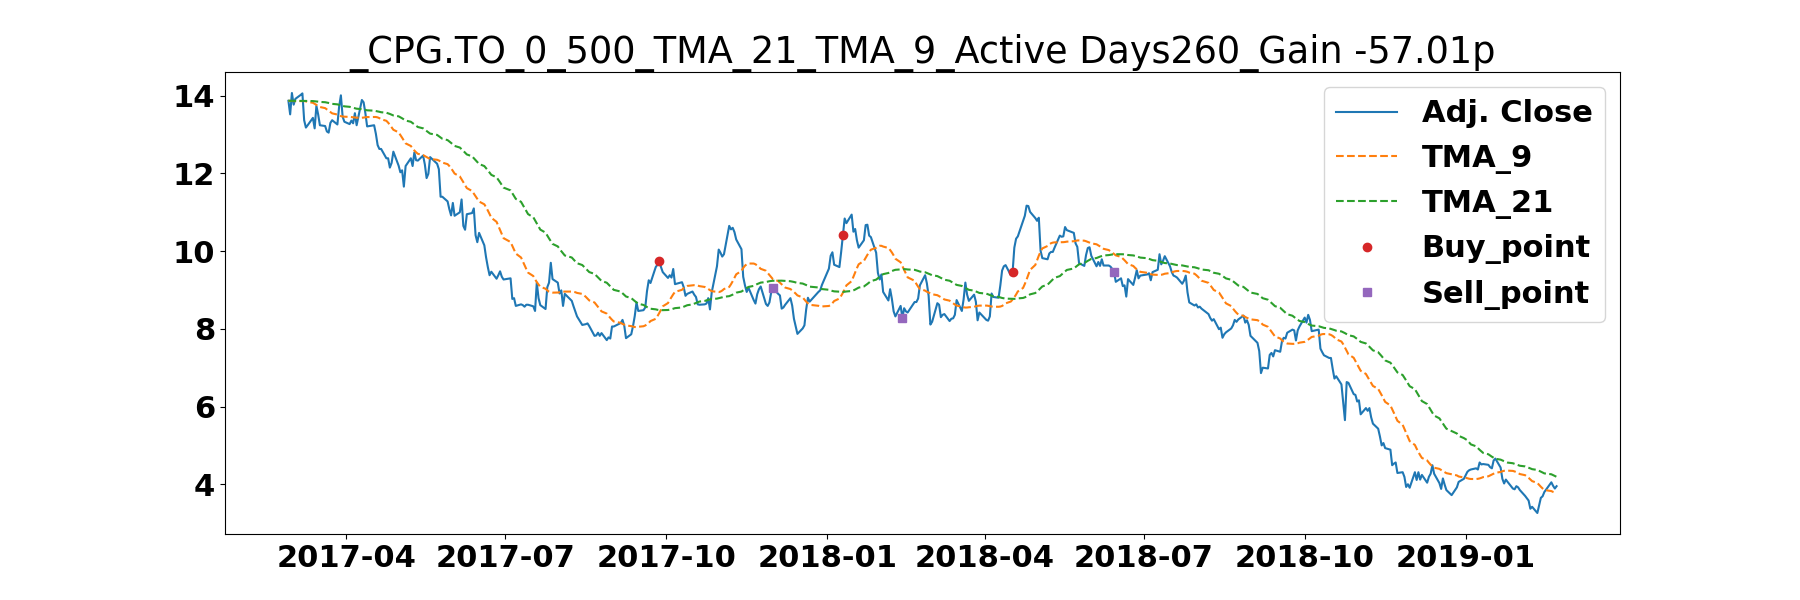 _CPG.TO_0_500_TMA_21_TMA_9_Active Days260_Gain -57.01p
14
12
10
8
6
4
Adj. Close
TMA_9
TMA_21
Buy_point
Sell_point
2017-04 2017-07 2017-10 2018-01 2018-04 2018-07 2018-10 2019-01